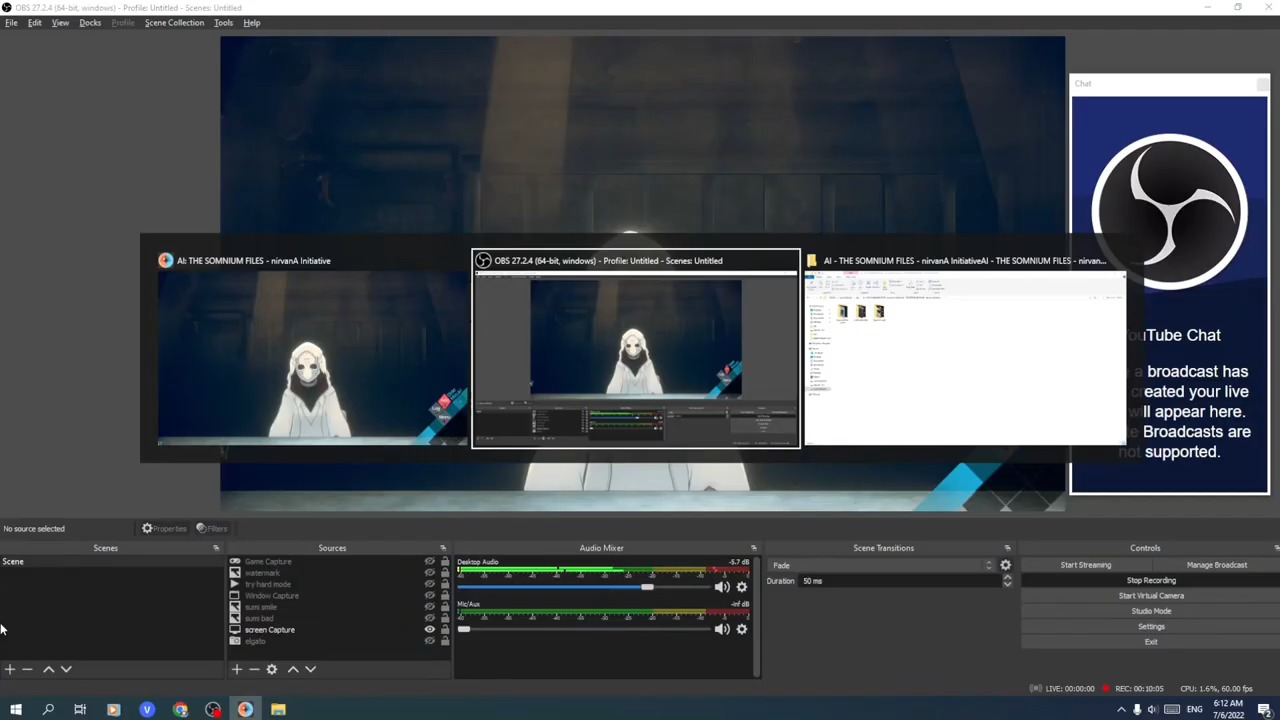 OBS 27.2.4 (64-bit, windows) - Profile: Untitled - Scenes: Untitled
File Edit View Docks Profile Scene Collection Tools Help
Chat
AI: THE SOMNIUM FILES - nirvanA Initiative
OBS 27.2.4 (64-bit, windows) - Profile: Untitled - Scenes: Untitled
AI - THE SOMNIUM FILES - nirvanA InitiativeAI - THE SOMNIUM FILES - nirvan...
ouTube Chat
a broadcast has
created your live
will appear here.
Broadcasts are
not supported.
No source selected
Properties
Filters
Scenes
Scene
Sources
Game Capture
watermark
try hard mode
Window Capture
sumi smile
sumi bad
screen Capture
elgato
Audio Mixer
Desktop Audio -5.7 dB
Mic/Aux -inf dB
Scene Transitions
Fade
Duration 50 ms
Controls
Start Streaming
Manage Broadcast
Stop Recording
Start Virtual Camera
Studio Mode
Settings
Exit
LIVE: 00:00:00 REC: 00:10:05 CPU: 1.6%, 60.00 fps
ENG
6:12 AM
7/6/2022